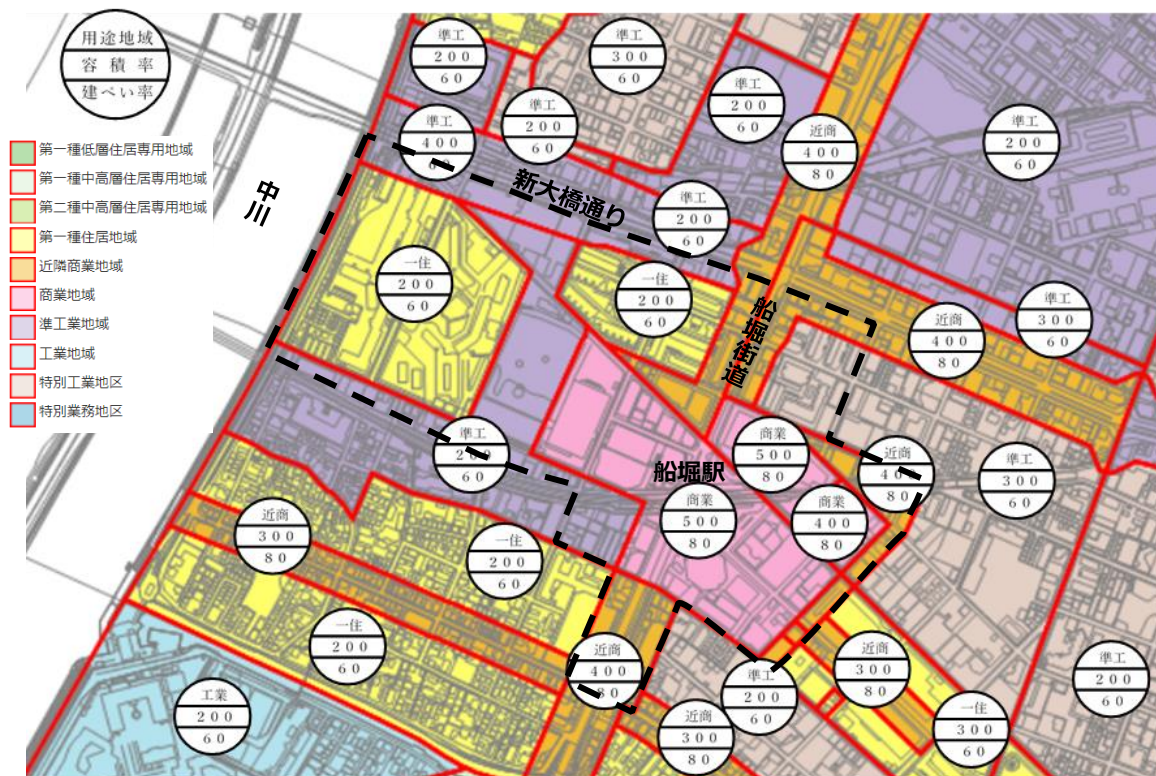 用途地域
容積率
建ぺい率
第一種低層住居専用地域
第一種中高層住居専用地域
第二種中高層住居専用地域
第一種住居地域
近隣商業地域
商業地域
準工業地域
工業地域
特別工業地区
特別業務地区
中川
新大橋通り
船堀街道
船堀駅
準工
200
60
準工
300
60
準工
400
60
準工
200
60
準工
200
60
近商
400
80
準工
200
60
準工
200
60
一住
200
60
一住
200
60
近商
400
80
準工
300
60
準工
200
60
商業
500
80
近商
400
80
準工
300
60
商業
500
80
商業
400
80
近商
300
80
一住
200
60
一住
200
60
近商
400
80
工業
200
60
準工
200
60
近商
300
80
近商
300
80
一住
300
60
準工
200
60